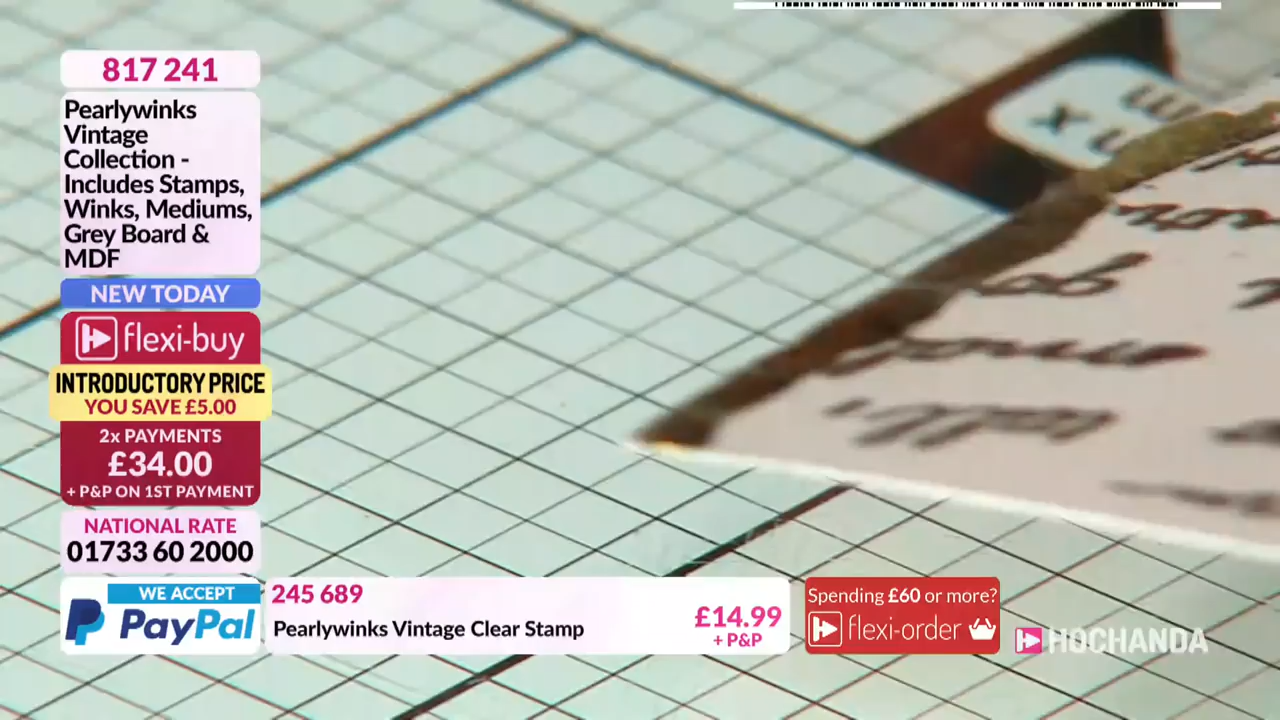 817 241
Pearlywinks
Vintage
Collection -
Includes Stamps,
Winks, Mediums,
Grey Board &
MDF
NEW TODAY
flexi-buy
INTRODUCTORY PRICE
YOU SAVE £5.00
2x PAYMENTS
£34.00
+ P&P ON 1ST PAYMENT
NATIONAL RATE
01733 60 2000
WE ACCEPT
PayPal
245 689
Pearlywinks Vintage Clear Stamp
£14.99
+ P&P
Spending £60 or more?
flexi-order
HOCHANDA